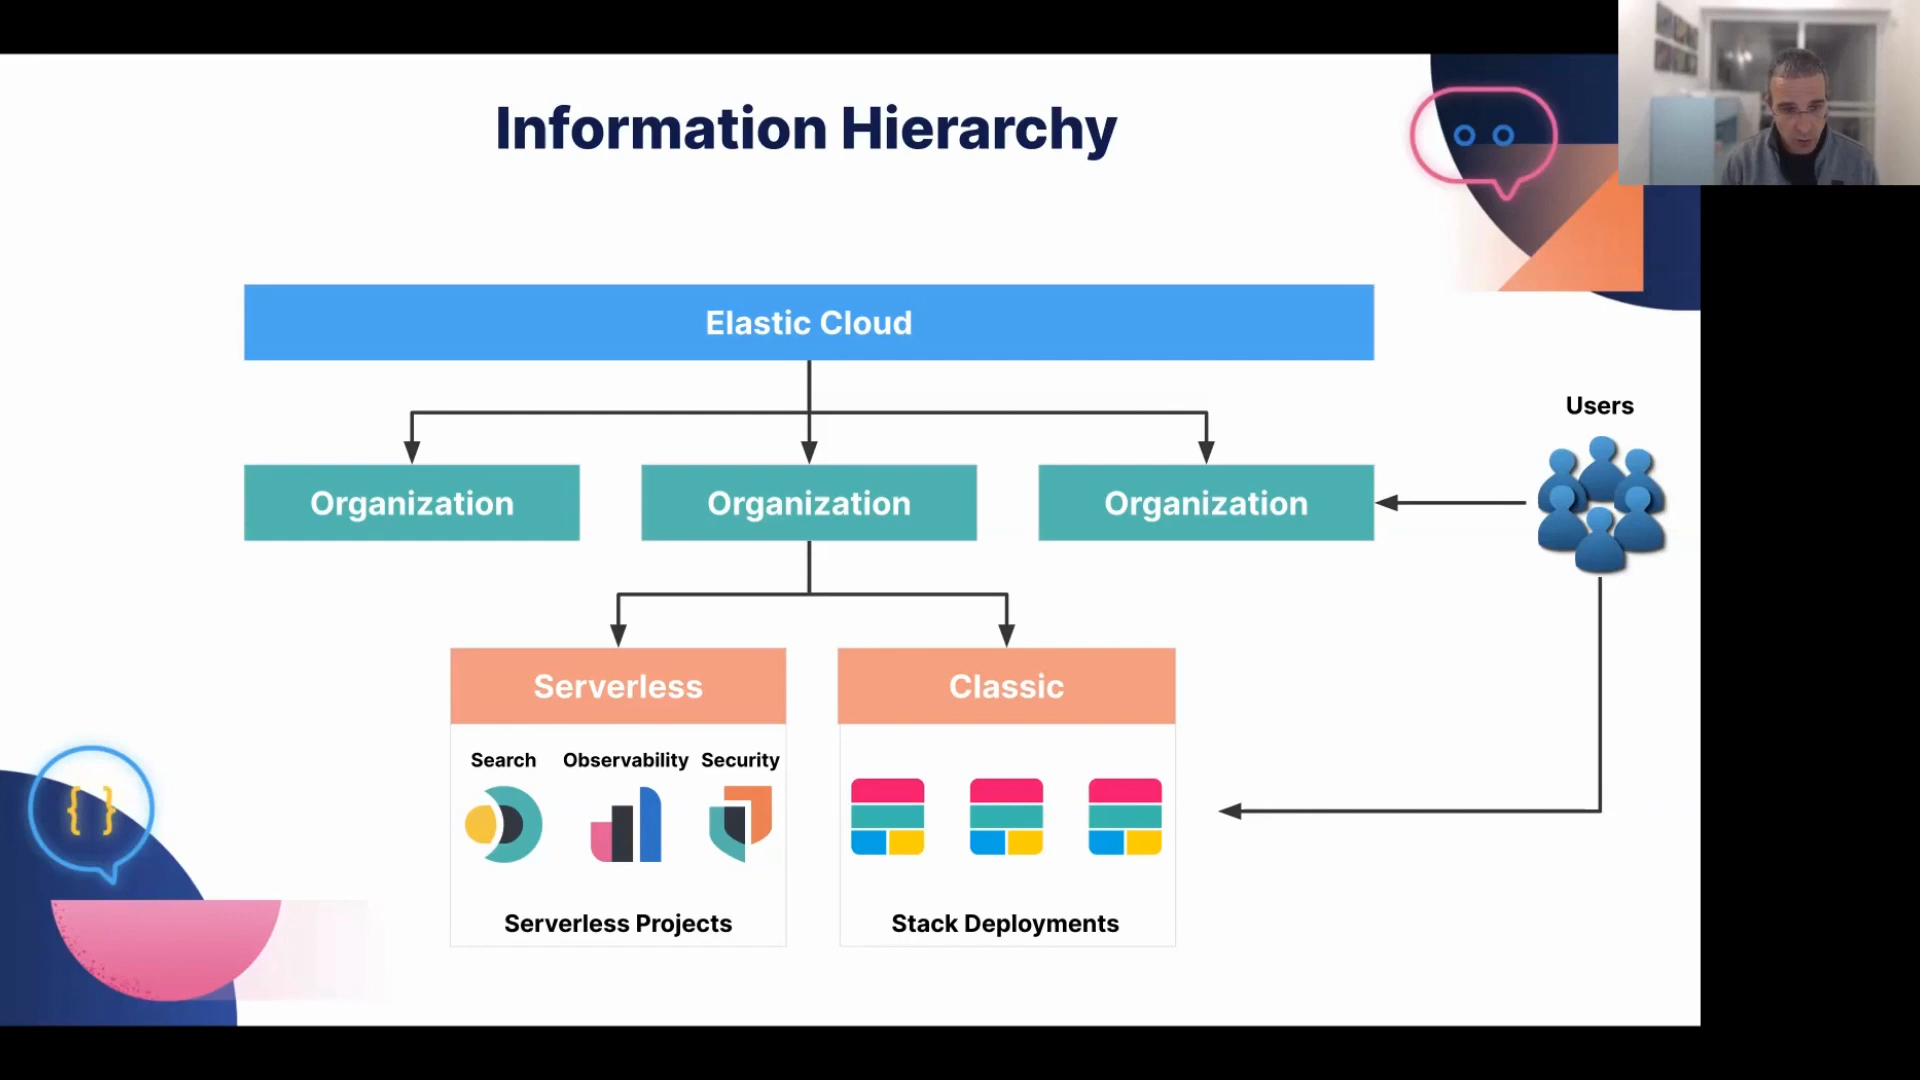 Information Hierarchy
Elastic Cloud
Users
Organization
Organization
Organization
Serverless
Classic
Search
Observability
Security
{ }
Serverless Projects
Stack Deployments